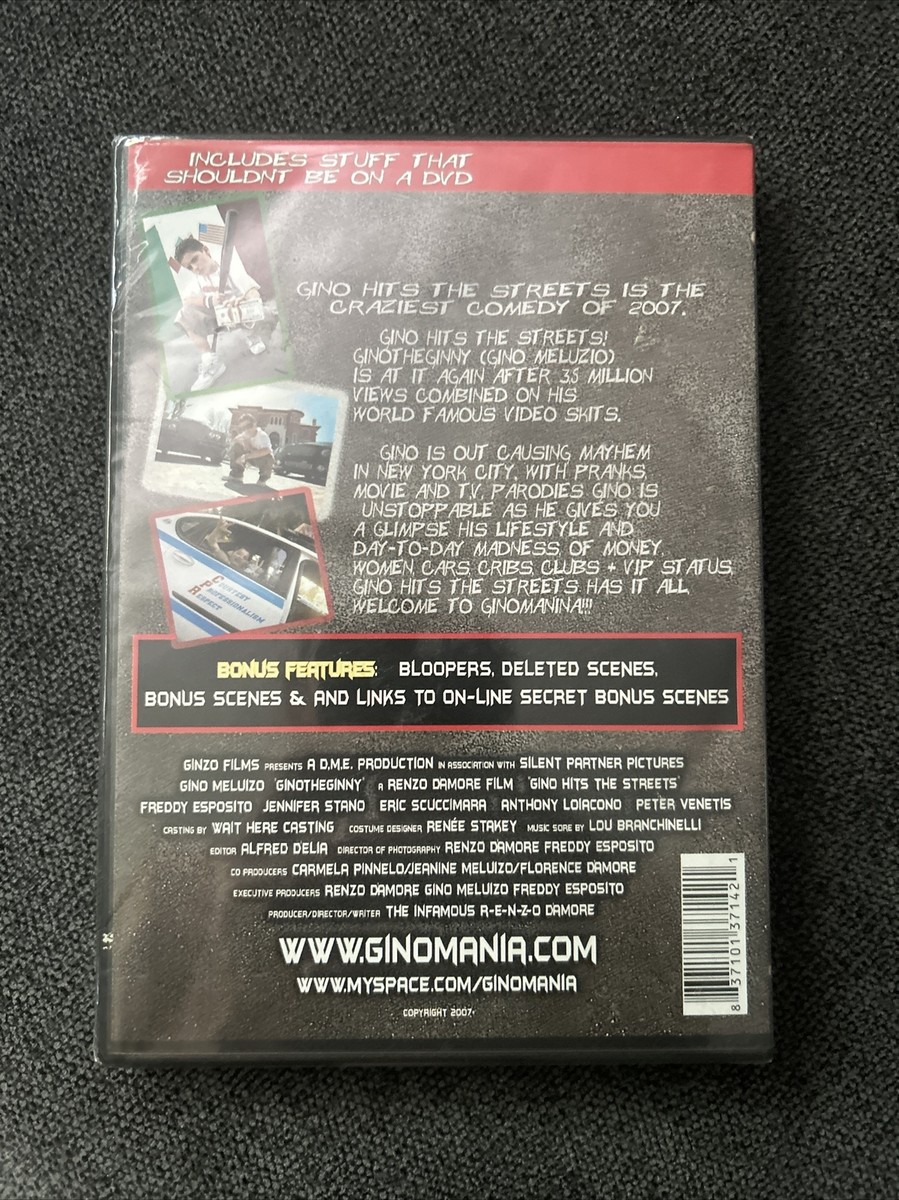 INCLUDES STUFF THAT
SHOULDNT BE ON A DVD
GINO HITS THE STREETS IS THE
CRAZIEST COMEDY OF 2007.
GINO HITS THE STREETS!
GINOTHEGINNY (GINO MELUZIO)
IS AT IT AGAIN AFTER 3.5 MILLION
VIEWS COMBINED ON HIS
WORLD FAMOUS VIDEO SKITS.
GINO IS OUT CAUSING MAYHEM
IN NEW YORK CITY, WITH PRANKS,
MOVIE AND T.V. PARODIES GINO IS
UNSTOPPABLE AS HE GIVES YOU
A GLIMPSE HIS LIFESTYLE AND
DAY-TO-DAY MADNESS OF MONEY,
WOMEN, CARS, CRIBS, CLUBS + VIP STATUS,
GINO HITS THE STREETS HAS IT ALL,
WELCOME TO GINOMANINA!!!
COURTESY
PROFESSIONALISM
RESPECT
BONUS FEATURES: BLOOPERS, DELETED SCENES,
BONUS SCENES & AND LINKS TO ON-LINE SECRET BONUS SCENES
GINZO FILMS PRESENTS A D.M.E. PRODUCTION IN ASSOCIATION WITH SILENT PARTNER PICTURES
GINO MELUIZO 'GINOTHEGINNY' A RENZO DAMORE FILM 'GINO HITS THE STREETS'
FREDDY ESPOSITO JENNIFER STANO ERIC SCUCCIMARA ANTHONY LOIACONO PETER VENETIS
CASTING BY WAIT HERE CASTING COSTUME DESIGNER RENÉE STAKEY MUSIC SORE BY LOU BRANCHINELLI
EDITOR ALFRED D'ELIA DIRECTOR OF PHOTOGRAPHY RENZO D'AMORE FREDDY ESPOSITO
CO PRODUCERS CARMELA PINNELO/JEANINE MELUIZO/FLORENCE DAMORE
EXECUTIVE PRODUCERS RENZO DAMORE GINO MELUIZO FREDDY ESPOSITO
PRODUCER/DIRECTOR/WRITER THE INFAMOUS R-E-N-Z-O D'AMORE
WWW.GINOMANIA.COM
WWW.MYSPACE.COM/GINOMANIA
COPYRIGHT 2007
8 37101 37142 1